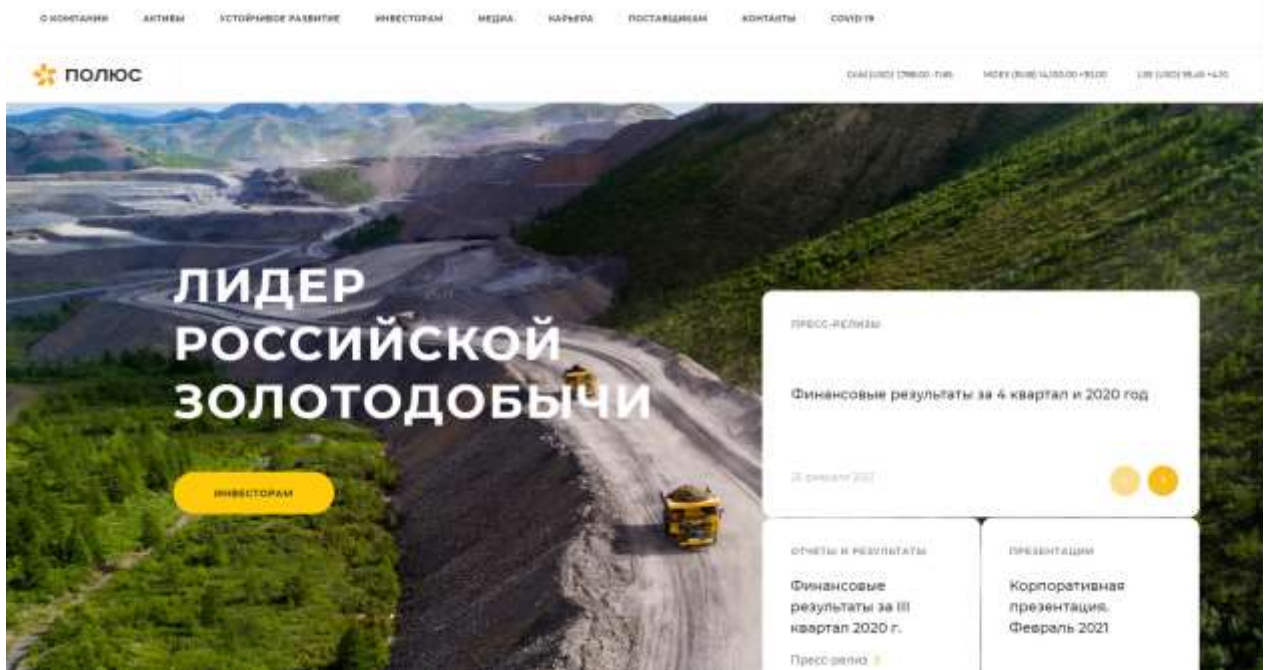 О КОМПАНИИ АКТИВЫ УСТОЙЧИВОЕ РАЗВИТИЕ ИНВЕСТОРАМ МЕДИА КАРЬЕРА ПОСТАВЩИКАМ КОНТАКТЫ COVID-19
ПОЛЮС
ЛИДЕР
РОССИЙСКОЙ
ЗОЛОТОДОБЫЧИ
ИНВЕСТОРАМ
ПРЕСС-РЕЛИЗЫ
Финансовые результаты за 4 квартал и 2020 год
ОТЧЕТЫ И РЕЗУЛЬТАТЫ
Финансовые
результаты за III
квартал 2020 г.
Пресс-релиз
ПРЕЗЕНТАЦИИ
Корпоративная
презентация.
Февраль 2021